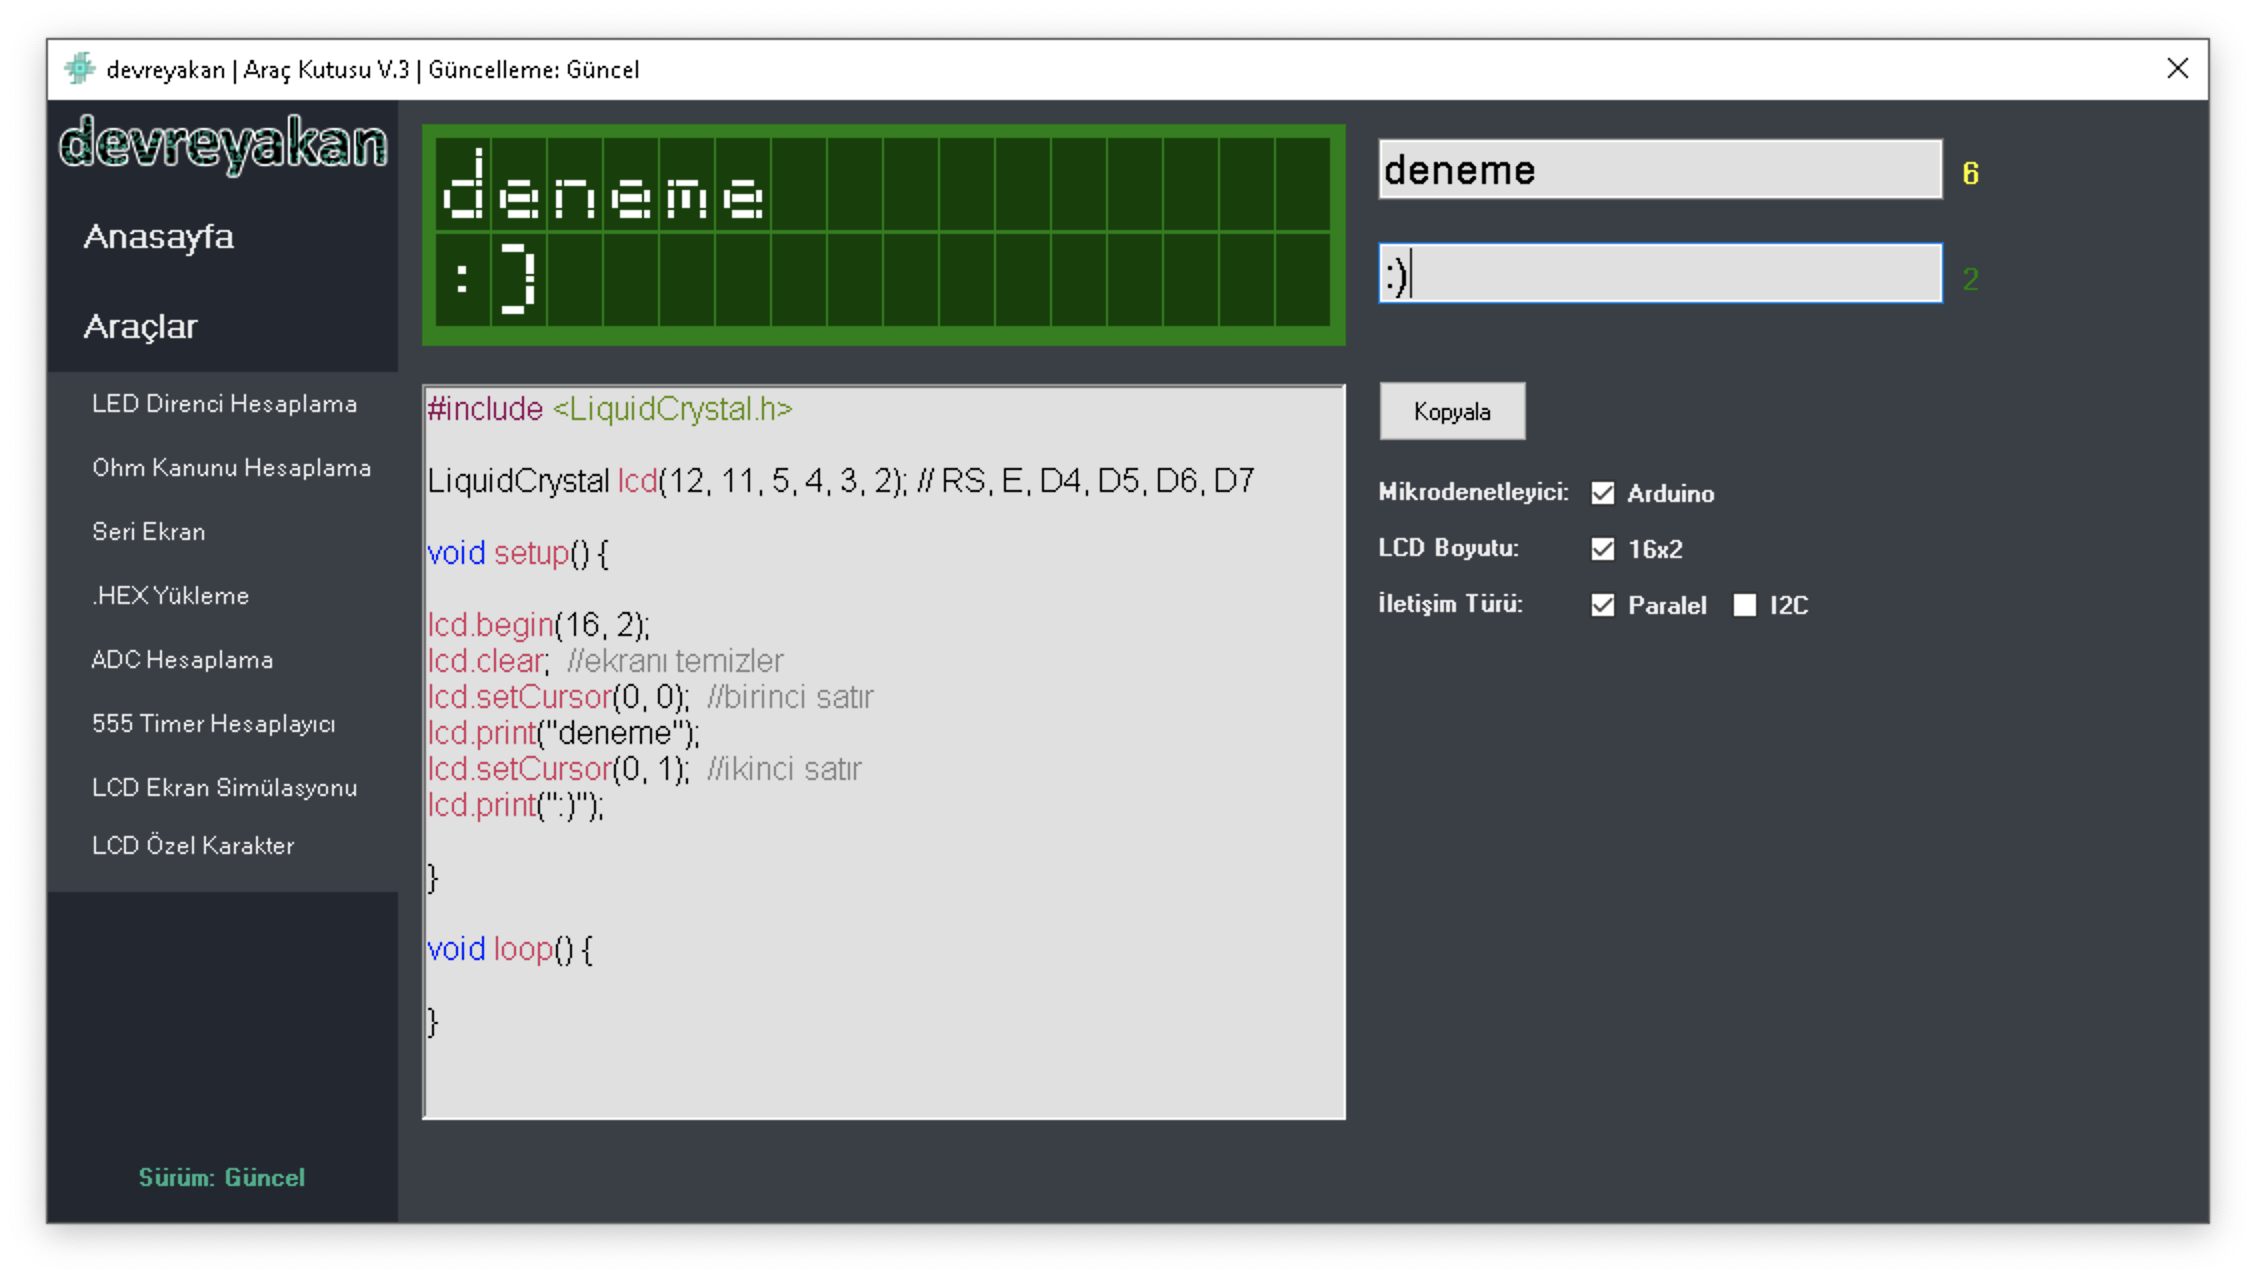 devreyakan | Araç Kutusu V.3 | Güncelleme: Güncel
devreyakan
Anasayfa
Araçlar
LED Direnci Hesaplama
Ohm Kanunu Hesaplama
Seri Ekran
.HEX Yükleme
ADC Hesaplama
555 Timer Hesaplayıcı
LCD Ekran Simülasyonu
LCD Özel Karakter
Sürüm: Güncel
deneme
:)
#include <LiquidCrystal.h>
LiquidCrystal lcd(12, 11, 5, 4, 3, 2); // RS, E, D4, D5, D6, D7
void setup() {
lcd.begin(16, 2);
lcd.clear;  //ekranı temizler
lcd.setCursor(0, 0);  //birinci satır
lcd.print("deneme");
lcd.setCursor(0, 1);  //ikinci satır
lcd.print(":)");
}
void loop() {
}
deneme 6
:) 2
Kopyala
Mikrodenetleyici: Arduino
LCD Boyutu: 16x2
İletişim Türü: Paralel I2C